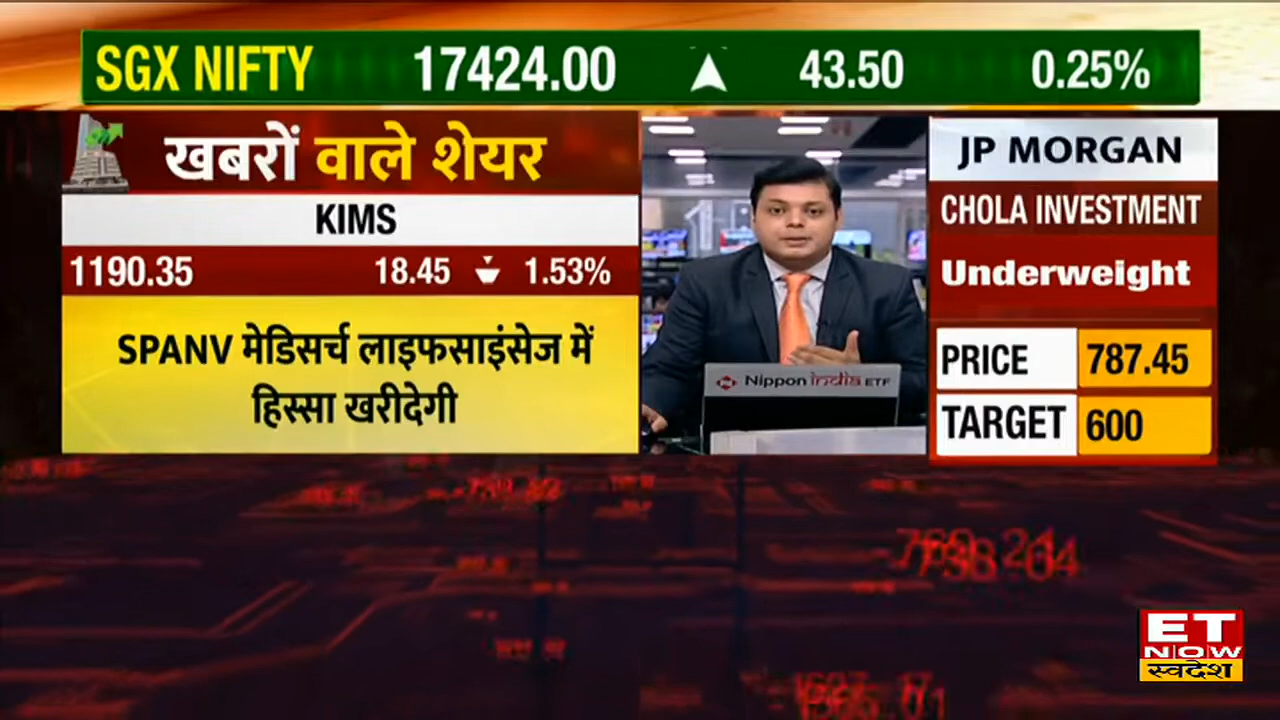 SGX NIFTY 17424.00 43.50 0.25%
खबरों वाले शेयर
KIMS
1190.35 18.45 1.53%
SPANV मेडिसर्च लाइफसाइंसेज में
हिस्सा खरीदेगी
Nippon india ETF
JP MORGAN
CHOLA INVESTMENT
Underweight
PRICE 787.45
TARGET 600
ET
NOW
स्वदेश